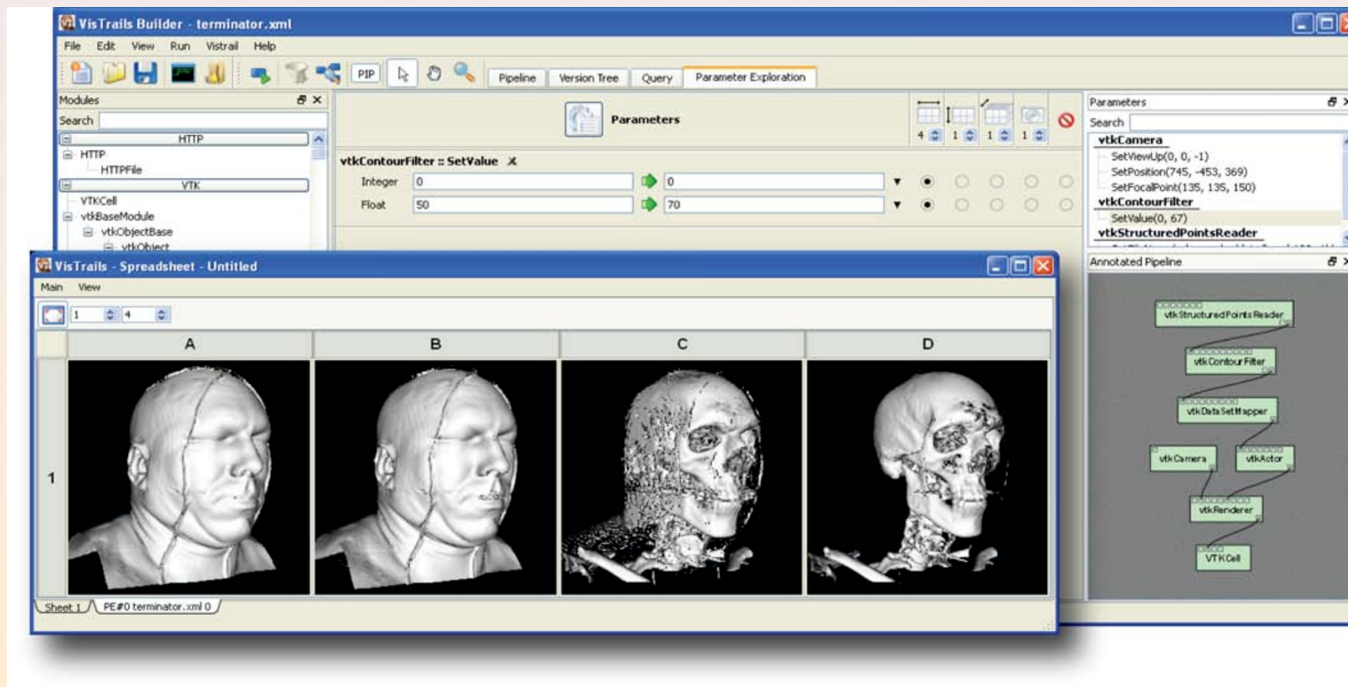 VisTrails Builder - terminator.xml
File Edit View Run Vistrail Help
PIP Pipeline Version Tree Query Parameter Exploration
Modules
Search
HTTP
HTTP
HTTPFile
VTK
VTKCell
vtkBaseModule
vtkObjectBase
vtkObject
Parameters
4 1 1 1
vtkContourFilter :: SetValue
Integer 0 0
Float 50 70
Parameters
Search
vtkCamera
SetViewUp(0, 0, -1)
SetPosition(745, -453, 369)
SetFocalPoint(135, 135, 150)
vtkContourFilter
SetValue(0, 67)
vtkStructuredPointsReader
Annotated Pipeline
vtkStructuredPointsReader
vtkContourFilter
vtkDataSetMapper
vtkCamera vtkActor
vtkRenderer
VTKCell
VisTrails - Spreadsheet - Untitled
Main View
1 4
A B C D
1
Sheet 1 PE#0 terminator.xml 0